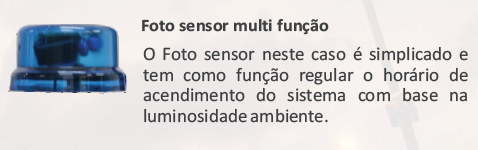 Foto sensor multi função
O Foto sensor neste caso é simplicado e
tem como função regular o horário de
acendimento do sistema com base na
luminosidade ambiente.